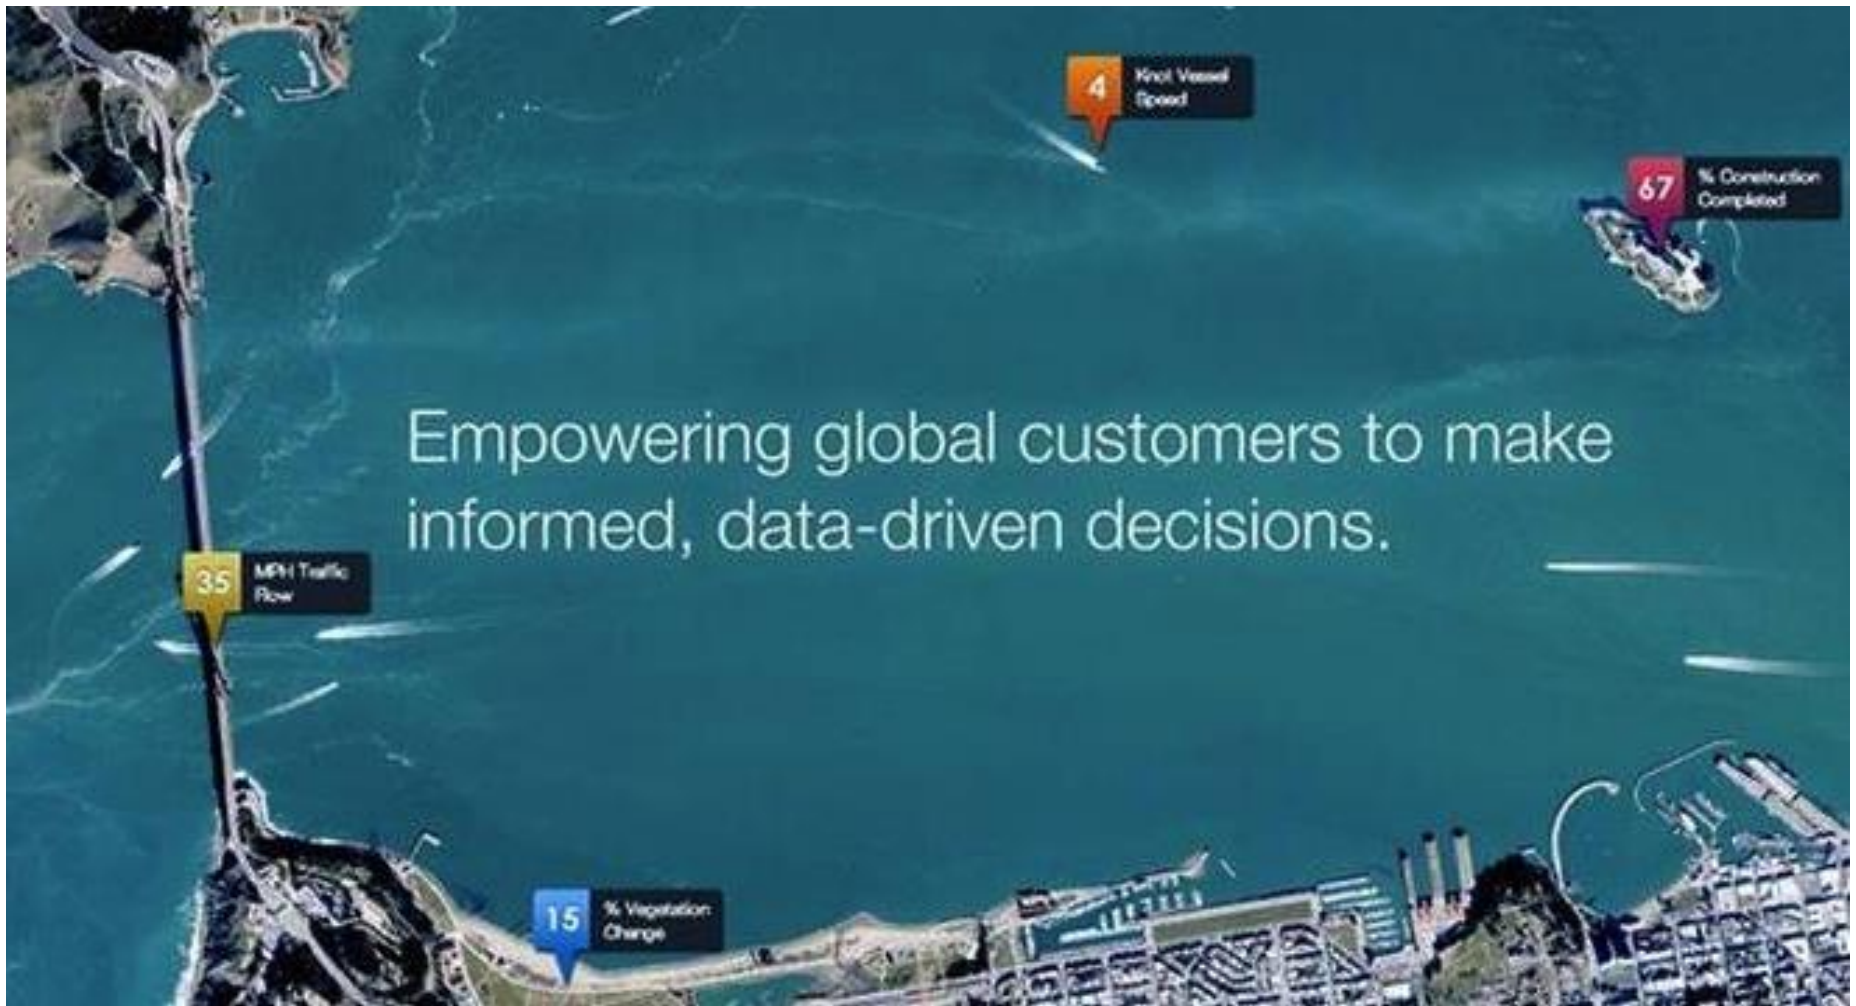 4
Knot Vessel
Speed
67
% Construction
Completed
Empowering global customers to make
informed, data-driven decisions.
35
MPH Traffic
Flow
15
% Vegetation
Change